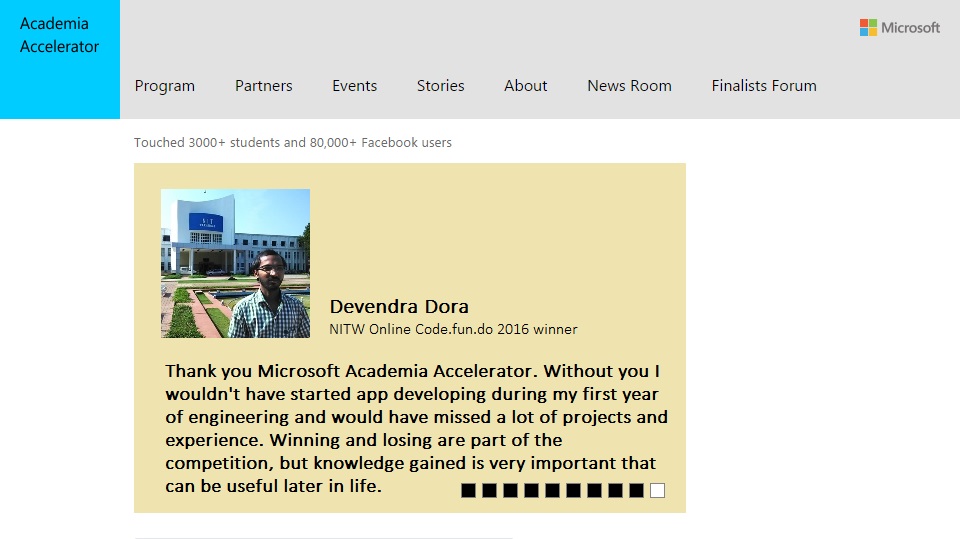 Academia
Accelerator
Microsoft
Program Partners Events Stories About News Room Finalists Forum
Touched 3000+ students and 80,000+ Facebook users
Devendra Dora
NITW Online Code.fun.do 2016 winner
Thank you Microsoft Academia Accelerator. Without you I
wouldn't have started app developing during my first year
of engineering and would have missed a lot of projects and
experience. Winning and losing are part of the
competition, but knowledge gained is very important that
can be useful later in life.